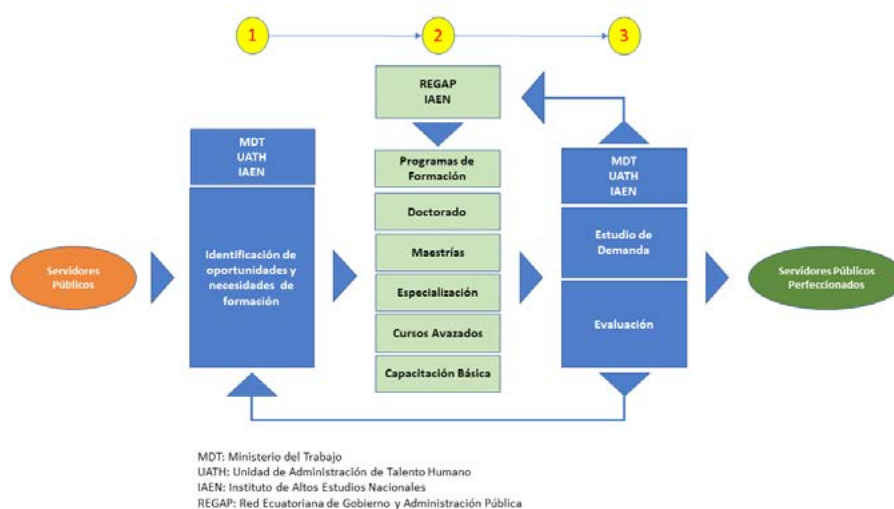 1
2
3
REGAP
IAEN
MDT
UATH
IAEN
Identificación de
oportunidades y
necesidades de
formación
Servidores
Públicos
Programas de
Formación
Doctorado
Maestrías
Especialización
Cursos Avazados
Capacitación Básica
MDT
UATH
IAEN
Estudio de
Demanda
Evaluación
Servidores Públicos
Perfeccionados
MDT: Ministerio del Trabajo
UATH: Unidad de Administración de Talento Humano
IAEN: Instituto de Altos Estudios Nacionales
REGAP: Red Ecuatoriana de Gobierno y Administración Pública